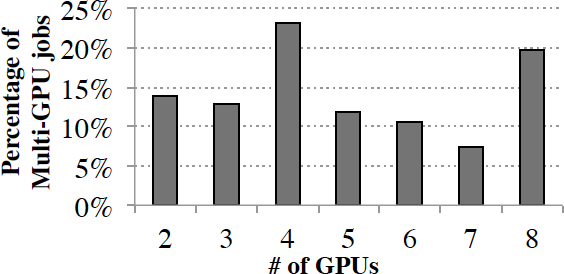 Percentage of
Multi-GPU jobs
25%
20%
15%
10%
5%
0%
2 3 4 5 6 7 8
# of GPUs